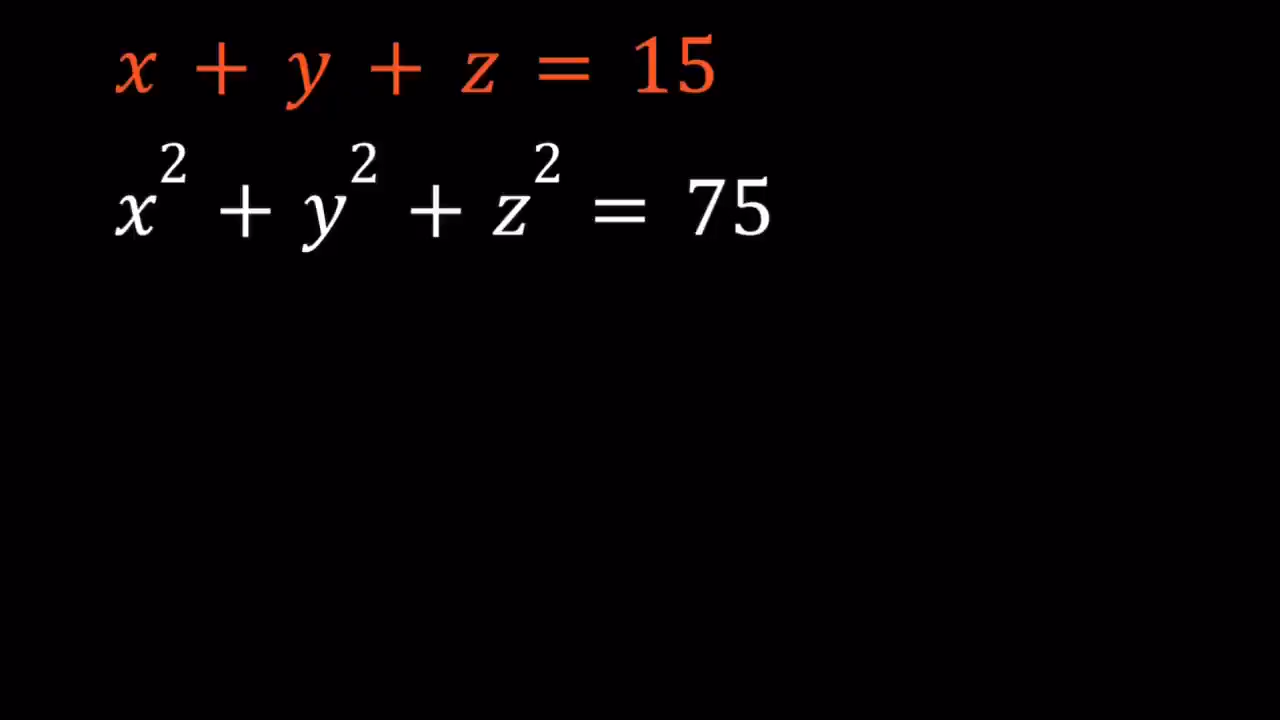 x + y + z = 15
x² + y² + z² = 75